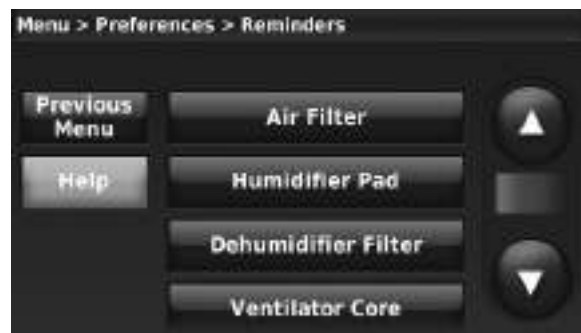 Menu > Preferences > Reminders
Previous
Menu
Air Filter
Help
Humidifier Pad
Dehumidifier Filter
Ventilator Core